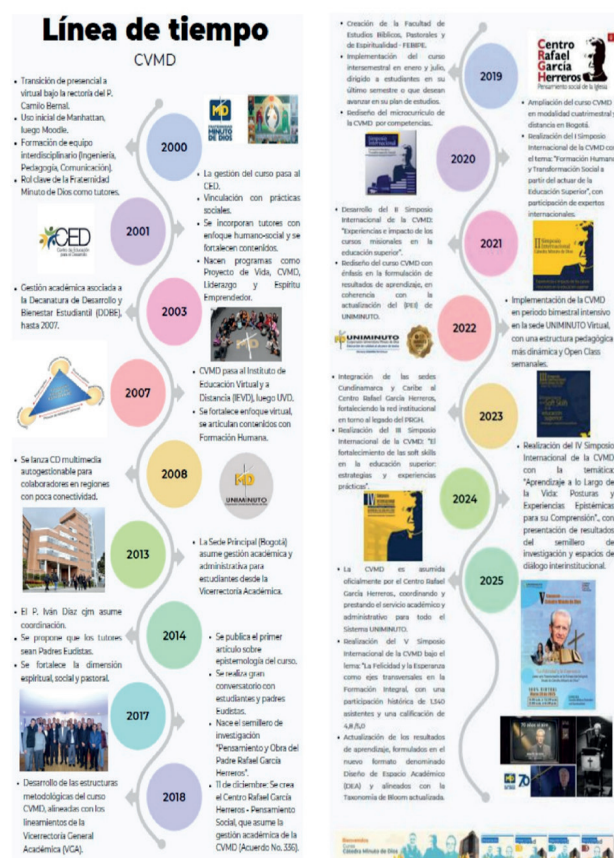 Línea de tiempo
CVMD
• Transición de presencial a
virtual bajo la rectoría del P.
Camilo Bernal.
• Uso inicial de Manhattan,
luego Moodle.
• Formación de equipo
interdisciplinario (Ingeniería,
Pedagogía, Comunicación).
• Rol clave de la Fraternidad
Minuto de Dios como tutores.
2000
MD
MINUTO
DE DIOS
• La gestión del curso pasa al
CED.
• Vinculación con prácticas
sociales.
• Se incorporan tutores con
enfoque humano-social y se
fortalecen contenidos.
• Nacen programas como
Proyecto de Vida, CVMD,
Liderazgo y Espíritu
Emprendedor.
2001
CED
• Gestión académica asociada a
la Decanatura de Desarrollo y
Bienestar Estudiantil (DDBE),
hasta 2007.
2003
• CVMD pasa al Instituto de
Educación Virtual y a
Distancia (IEVD), luego UVD.
• Se fortalece enfoque virtual,
se articulan contenidos con
Formación Humana.
2007
• Se lanza CD multimedia
autogestionable para
colaboradores en regiones
con poca conectividad.
2008
UNIMINUTO
• La Sede Principal (Bogotá)
asume gestión académica y
administrativa para
estudiantes desde la
Vicerrectoría Académica.
2013
• El P. Iván Díaz cjm asume
coordinación.
• Se propone que los tutores
sean Padres Eudistas.
• Se fortalece la dimensión
espiritual, social y pastoral.
2014
• Se publica el primer
artículo sobre
epistemología del curso.
• Se realiza gran
conversatorio con
estudiantes y padres
Eudistas.
• Nace el semillero de
investigación
"Pensamiento y Obra del
Padre Rafael García
Herreros".
• 11 de diciembre: Se crea
el Centro Rafael García
Herreros - Pensamiento
Social, que asume la
gestión académica de la
CVMD (Acuerdo No. 336).
2017
• Desarrollo de las estructuras
metodológicas del curso
CVMD, alineadas con los
lineamientos de la
Vicerrectoría General
Académica (VGA).
2018
• Creación de la Facultad de
Estudios Bíblicos, Pastorales
y de Espiritualidad - FEBIPE.
• Implementación del curso
intersemestral en enero y julio,
dirigido a estudiantes en su
último semestre o que desean
avanzar en su plan de estudios.
• Rediseño del microcurrículo de
la CVMD por competencias.
2019
Centro
Rafael
García
Herreros
Pensamiento social de la Iglesia
• Ampliación del curso CVMD
en modalidad cuatrimestral y
distancia en Bogotá.
• Realización del I Simposio
Internacional de la CVMD con
el tema: "Formación Humana
y Transformación Social a
partir del actuar de la
Educación Superior", con
participación de expertos
internacionales.
2020
• Desarrollo del II Simposio
Internacional de la CVMD:
"Experiencias e impacto de los
cursos misionales en la
educación superior".
• Rediseño del curso CVMD con
énfasis en la formulación de
resultados de aprendizaje, en
coherencia con la
actualización del (PEI) de
UNIMINUTO.
2021
II Simposio
Internacional
• Implementación de la CVMD
en periodo bimestral intensivo
en la sede UNIMINUTO Virtual,
con una estructura pedagógica
más dinámica y Open Class
semanales.
2022
UNIMINUTO
• Integración de las sedes
Cundinamarca y Caribe al
Centro Rafael García Herreros,
fortaleciendo la red institucional
en torno al legado del PRGH.
• Realización del III Simposio
Internacional de la CVMD: "El
fortalecimiento de las soft skills
en la educación superior:
estrategias y experiencias
prácticas".
2023
• Realización del IV Simposio
Internacional de la CVMD
con la temática:
"Aprendizaje a lo Largo de
la Vida: Posturas y
Experiencias Epistémicas
para su Comprensión", con
presentación de resultados
del semillero de
investigación y espacios de
diálogo interinstitucional.
2024
• La CVMD es asumida
oficialmente por el Centro Rafael
García Herreros, coordinando y
prestando el servicio académico y
administrativo para todo el
Sistema UNIMINUTO.
• Realización del V Simposio
Internacional de la CVMD bajo el
lema: "La Felicidad y la Esperanza
como ejes transversales en la
Formación Integral, con una
participación histórica de 1.340
asistentes y una calificación de
4,8 /5,0
• Actualización de los resultados
de aprendizaje, formulados en el
nuevo formato denominado
Diseño de Espacio Académico
(DEA) y alineados con la
Taxonomía de Bloom actualizada.
2025
Bienvenidos
Curso
Cátedra Minuto de Dios